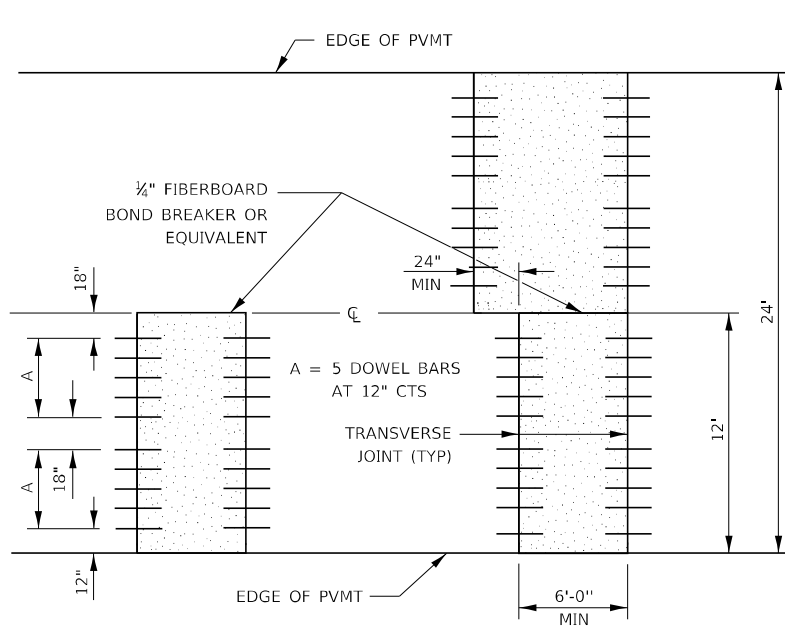 EDGE OF PVMT
¼" FIBERBOARD
BOND BREAKER OR
EQUIVALENT
24"
MIN
18"
24'
℄
A
A = 5 DOWEL BARS
AT 12" CTS
12'
TRANSVERSE
JOINT (TYP)
A
18"
12"
EDGE OF PVMT
6'-0"
MIN